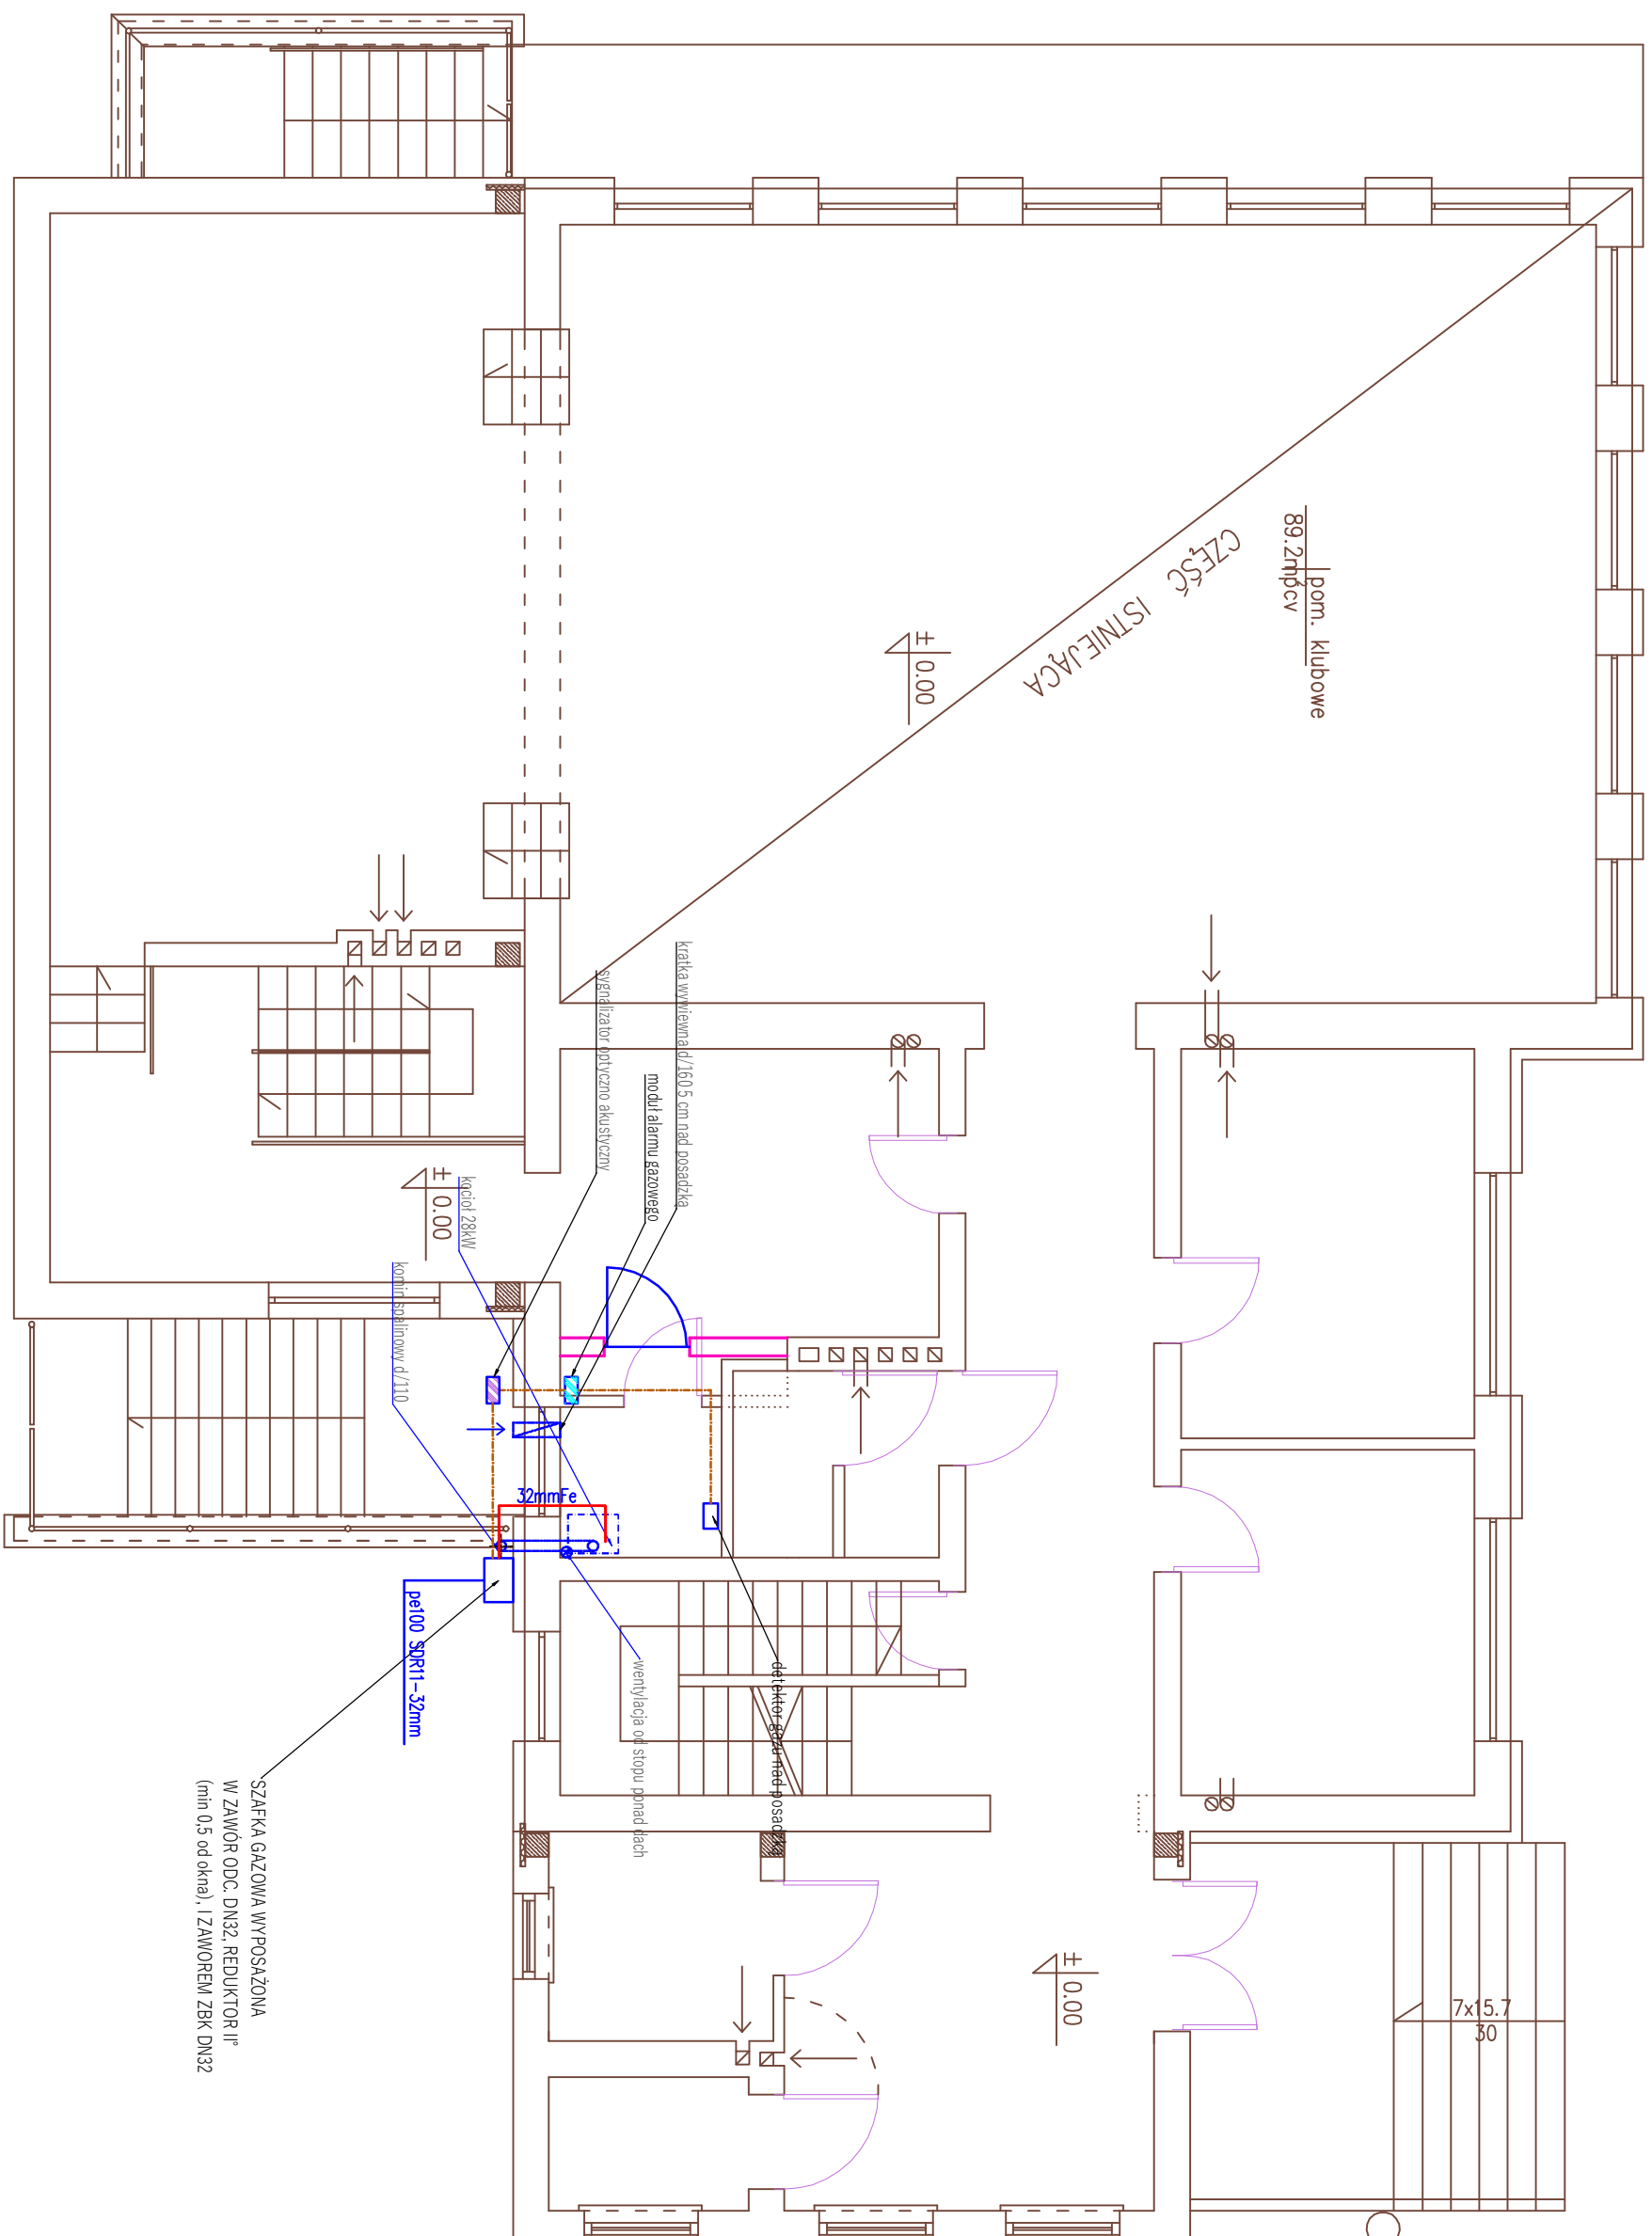 pom. klubowe
89.2m²
pcv
CZĘŚĆ ISTNIEJĄCA
± 0.00
kratka wywiewna d/160 5 cm nad posadzką
moduł alarmu gazowego
sygnalizator optyczno akustyczny
± 0.00
kocioł 28kW
komin spalinowy d/110
32mmFe
pe100 SDR11-32mm
detektor gazu nad posadzką
wentylacja od stopu ponad dach
SZAFKA GAZOWA WYPOSAŻONA
W ZAWÓR ODC. DN32, REDUKTOR II°
(min 0,5 od okna), I ZAWOREM ZBK DN32
± 0.00
7x15.7
30